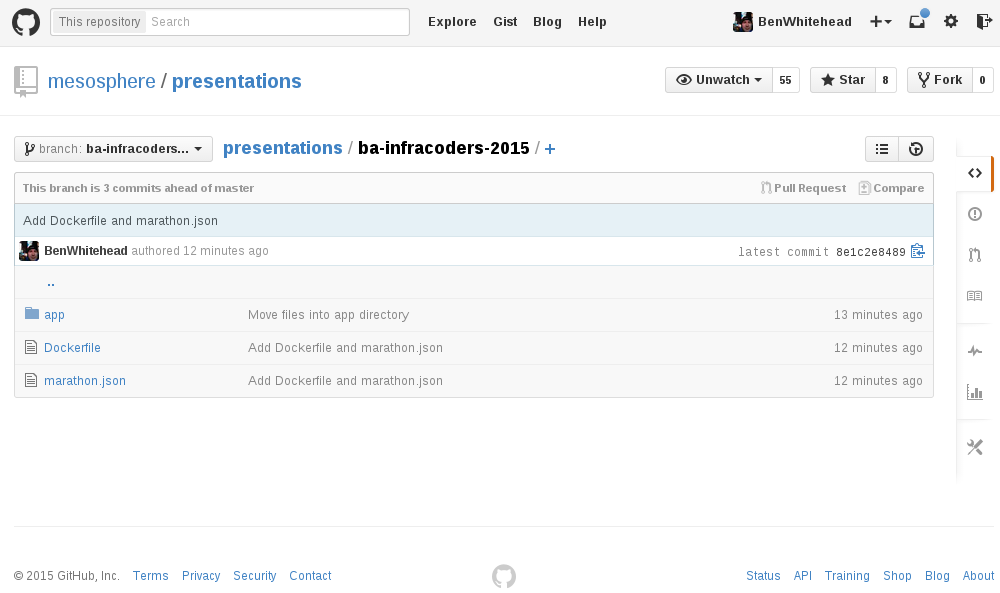 This repository Search Explore Gist Blog Help BenWhitehead
mesosphere / presentations Unwatch 55 Star 8 Fork 0
branch: ba-infracoders... presentations / ba-infracoders-2015 / +
This branch is 3 commits ahead of master Pull Request Compare
Add Dockerfile and marathon.json
BenWhitehead authored 12 minutes ago latest commit 8e1c2e8489
..
app Move files into app directory 13 minutes ago
Dockerfile Add Dockerfile and marathon.json 12 minutes ago
marathon.json Add Dockerfile and marathon.json 12 minutes ago
© 2015 GitHub, Inc. Terms Privacy Security Contact Status API Training Shop Blog About